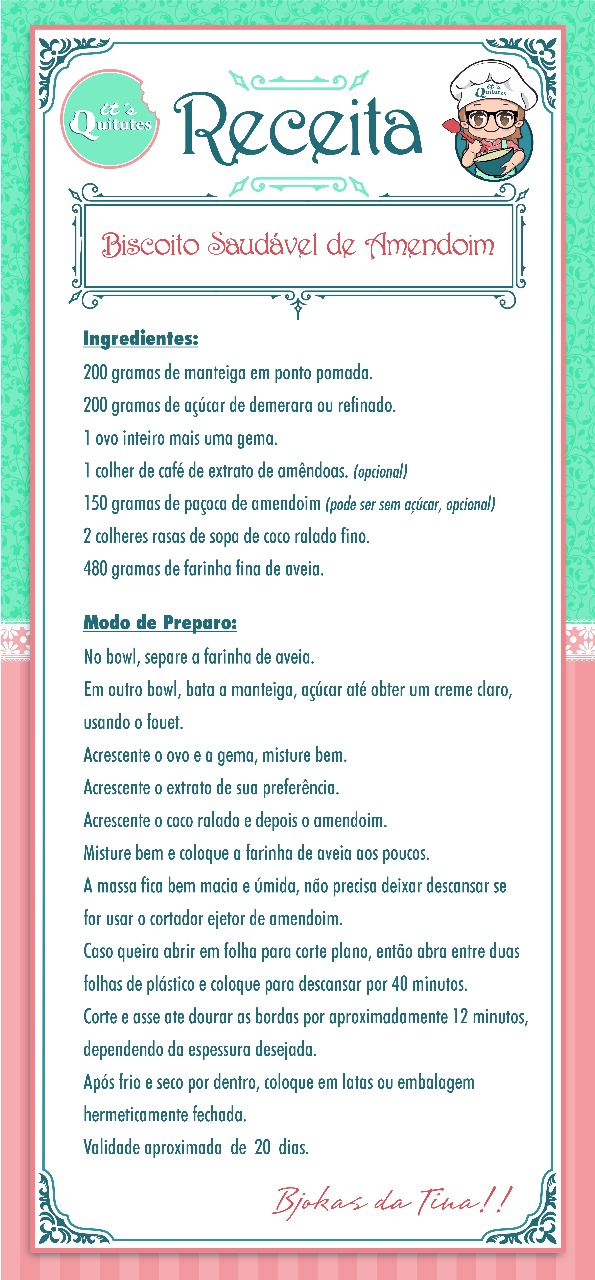 it's
Quitutes
Receita
it's
Quitutes
Biscoito Saudável de Amendoim
Ingredientes:
200 gramas de manteiga em ponto pomada.
200 gramas de açúcar de demerara ou refinado.
1 ovo inteiro mais uma gema.
1 colher de café de extrato de amêndoas. (opcional)
150 gramas de paçoca de amendoim (pode ser sem açúcar, opcional)
2 colheres rasas de sopa de coco ralado fino.
480 gramas de farinha fina de aveia.
Modo de Preparo:
No bowl, separe a farinha de aveia.
Em outro bowl, bata a manteiga, açúcar até obter um creme claro,
usando o fouet.
Acrescente o ovo e a gema, misture bem.
Acrescente o extrato de sua preferência.
Acrescente o coco ralado e depois o amendoim.
Misture bem e coloque a farinha de aveia aos poucos.
A massa fica bem macia e úmida, não precisa deixar descansar se
for usar o cortador ejetor de amendoim.
Caso queira abrir em folha para corte plano, então abra entre duas
folhas de plástico e coloque para descansar por 40 minutos.
Corte e asse ate dourar as bordas por aproximadamente 12 minutos,
dependendo da espessura desejada.
Após frio e seco por dentro, coloque em latas ou embalagem
hermeticamente fechada.
Validade aproximada de 20 dias.
Bjokas da Tina!!